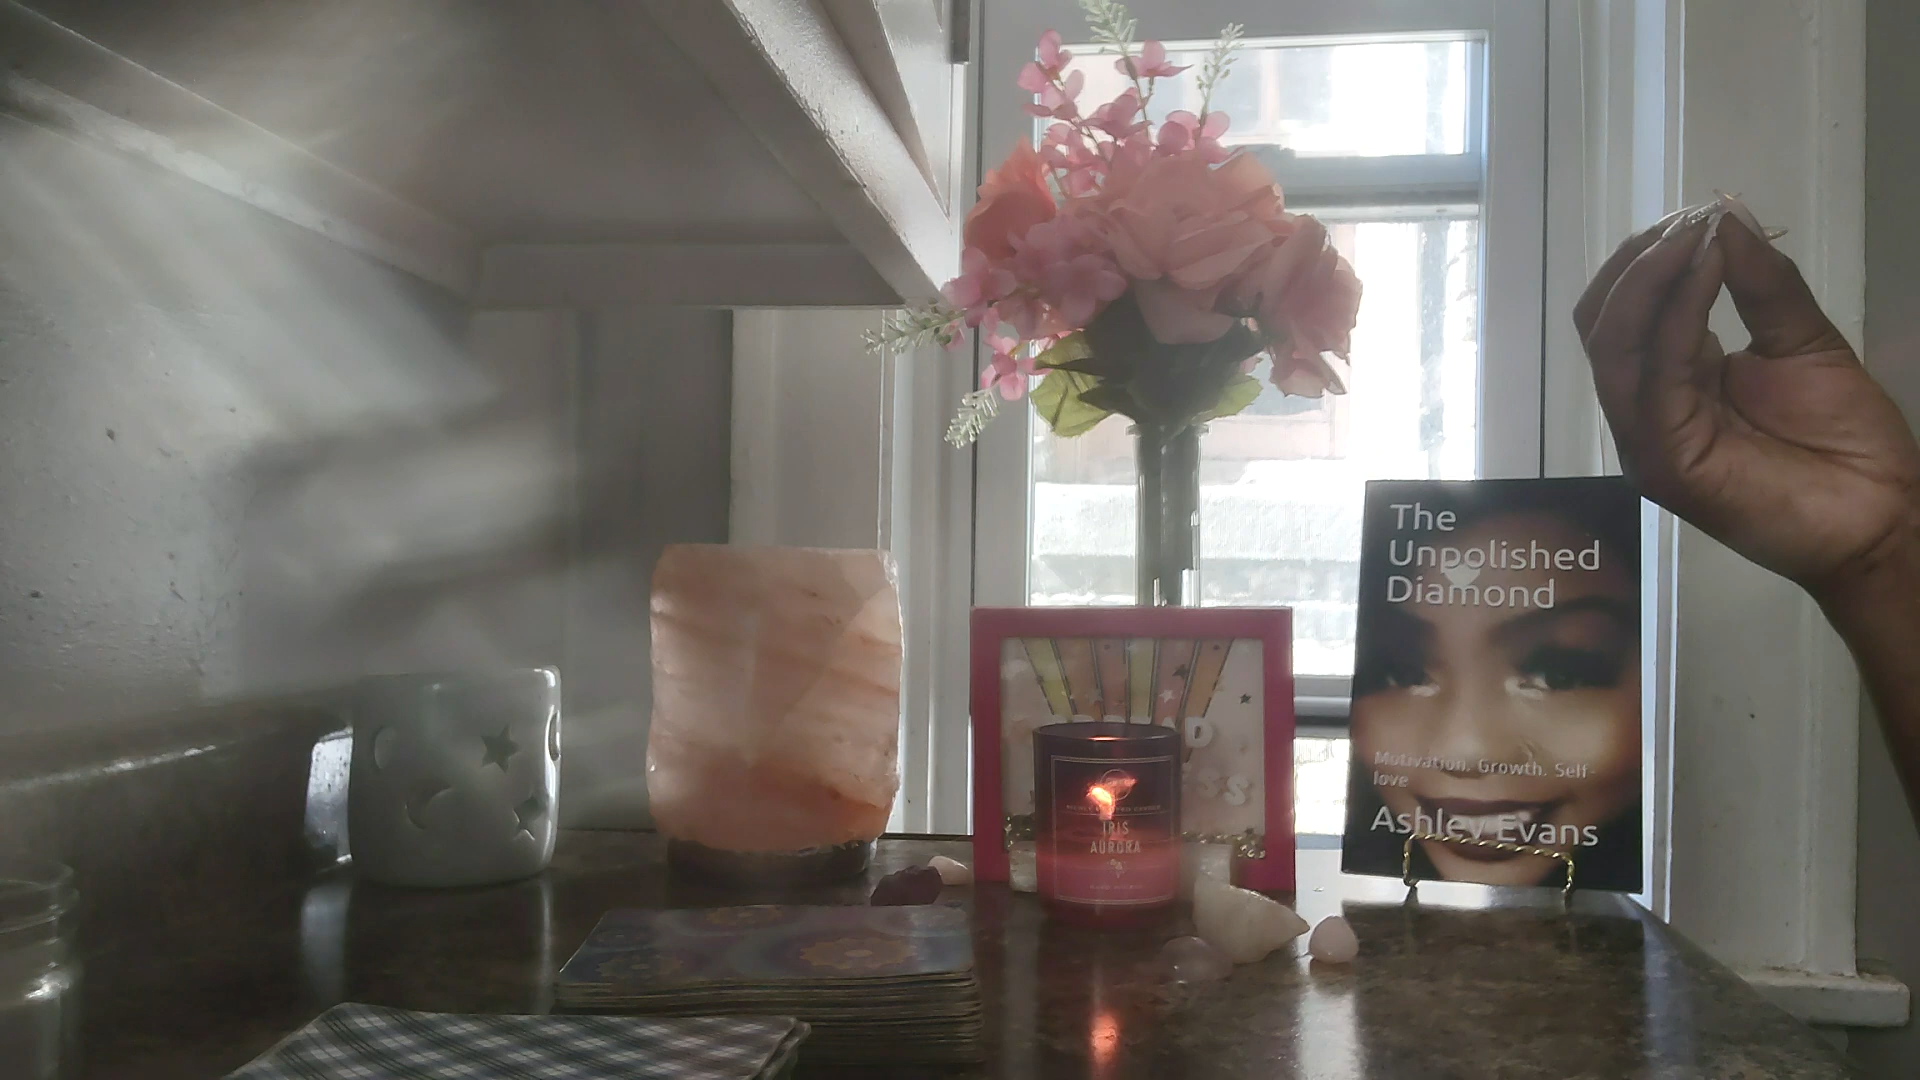 The
Unpolished
Diamond
Motivation. Growth. Self-
love
Ashley Evans
IRIS
AURORA